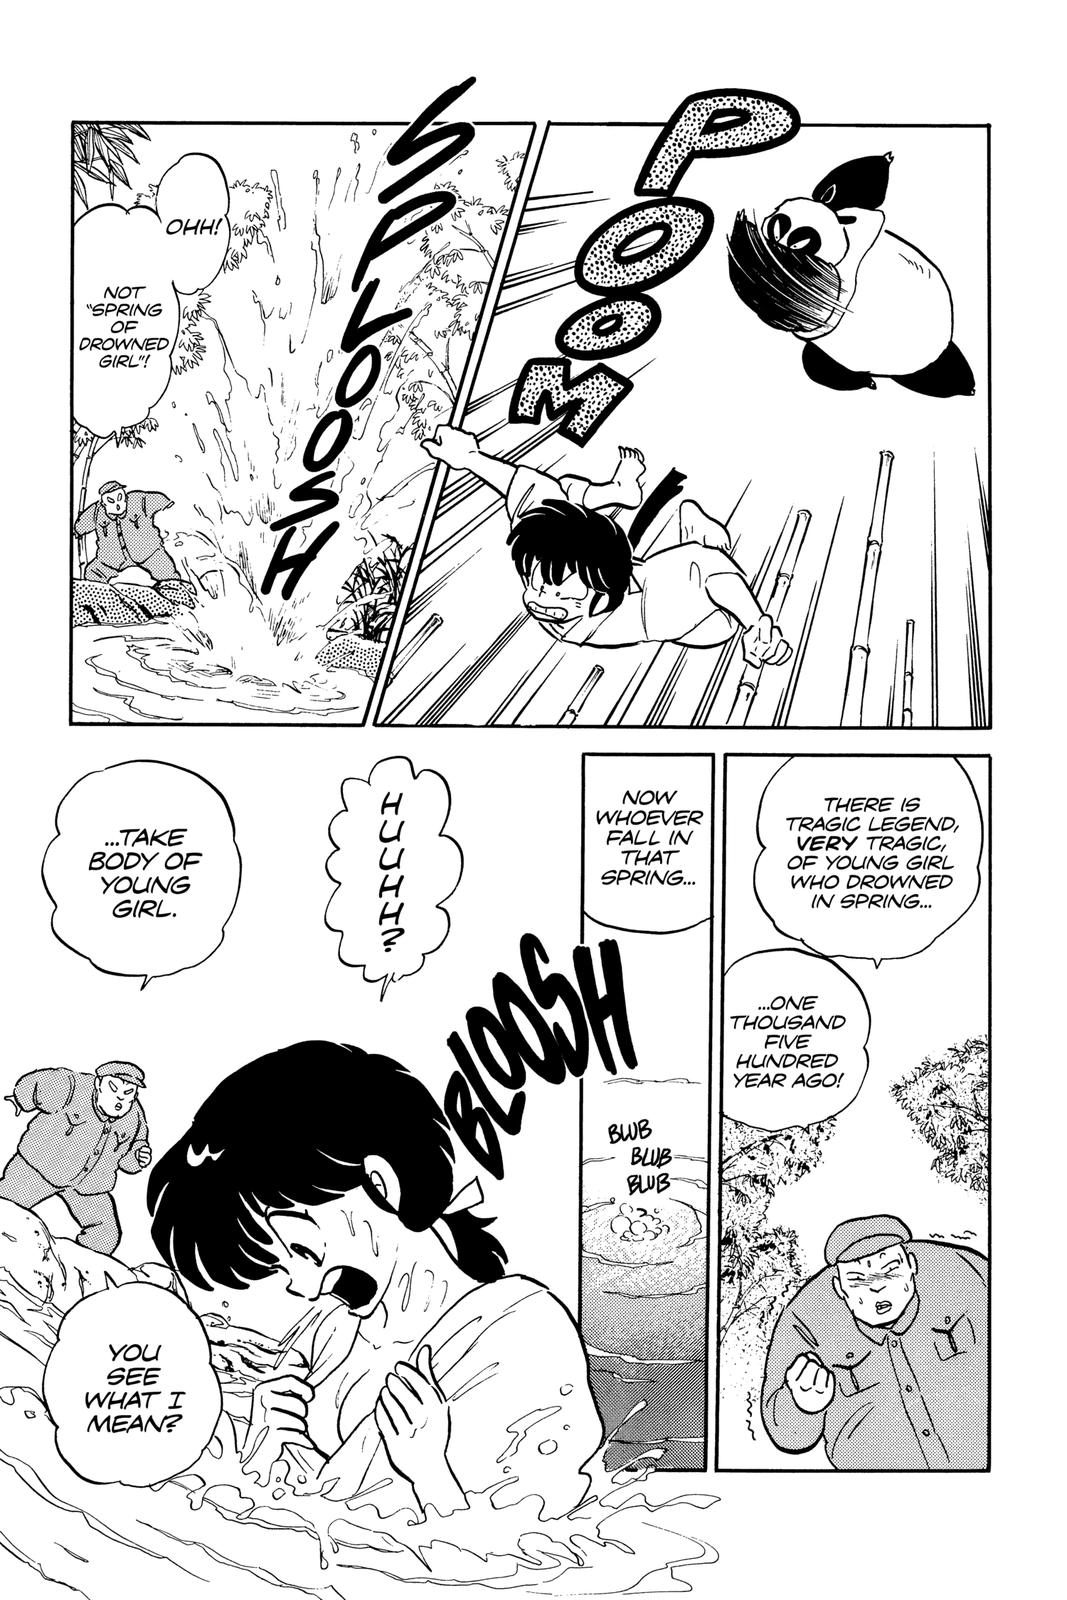 POOM
SPLOOSH
OHH!
NOT
"SPRING
OF
DROWNED
GIRL"!
THERE IS
TRAGIC LEGEND,
VERY TRAGIC,
OF YOUNG GIRL
WHO DROWNED
IN SPRING...
...ONE
THOUSAND
FIVE
HUNDRED
YEAR AGO!
NOW
WHOEVER
FALL IN
THAT
SPRING...
BLUB
BLUB
BLUB
BLOOSH
HUUHH?
...TAKE
BODY OF
YOUNG
GIRL.
YOU
SEE
WHAT I
MEAN?